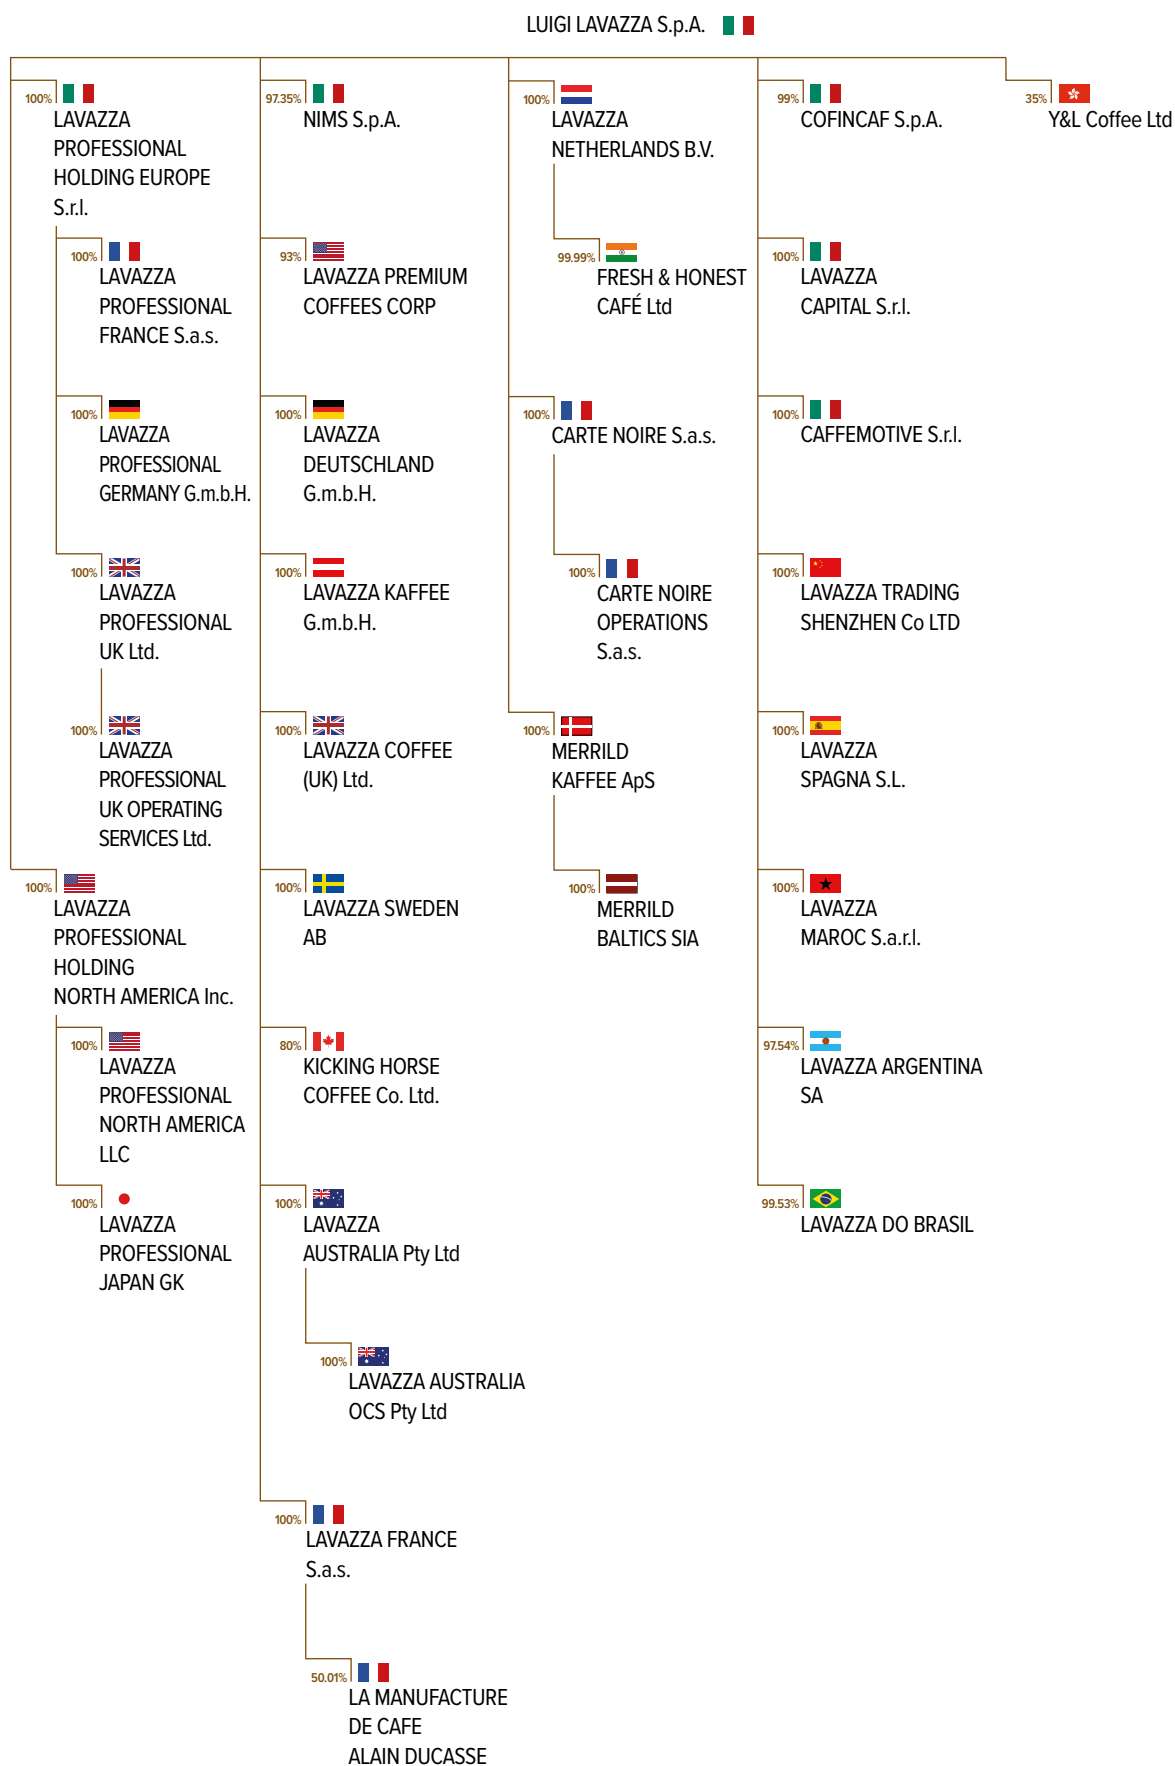 LUIGI LAVAZZA S.p.A.
100%
LAVAZZA
PROFESSIONAL
HOLDING EUROPE
S.r.l.
100%
LAVAZZA
PROFESSIONAL
FRANCE S.a.s.
100%
LAVAZZA
PROFESSIONAL
GERMANY G.m.b.H.
100%
LAVAZZA
PROFESSIONAL
UK Ltd.
100%
LAVAZZA
PROFESSIONAL
UK OPERATING
SERVICES Ltd.
100%
LAVAZZA
PROFESSIONAL
HOLDING
NORTH AMERICA Inc.
100%
LAVAZZA
PROFESSIONAL
NORTH AMERICA
LLC
100%
LAVAZZA
PROFESSIONAL
JAPAN GK
97.35%
NIMS S.p.A.
93%
LAVAZZA PREMIUM
COFFEES CORP
100%
LAVAZZA
DEUTSCHLAND
G.m.b.H.
100%
LAVAZZA KAFFEE
G.m.b.H.
100%
LAVAZZA COFFEE
(UK) Ltd.
100%
LAVAZZA SWEDEN
AB
80%
KICKING HORSE
COFFEE Co. Ltd.
100%
LAVAZZA
AUSTRALIA Pty Ltd
100%
LAVAZZA AUSTRALIA
OCS Pty Ltd
100%
LAVAZZA FRANCE
S.a.s.
50.01%
LA MANUFACTURE
DE CAFE
ALAIN DUCASSE
100%
LAVAZZA
NETHERLANDS B.V.
99.99%
FRESH & HONEST
CAFÉ Ltd
100%
CARTE NOIRE S.a.s.
100%
CARTE NOIRE
OPERATIONS
S.a.s.
100%
MERRILD
KAFFEE ApS
100%
MERRILD
BALTICS SIA
99%
COFINCAF S.p.A.
100%
LAVAZZA
CAPITAL S.r.l.
100%
CAFFEMOTIVE S.r.l.
100%
LAVAZZA TRADING
SHENZHEN Co LTD
100%
LAVAZZA
SPAGNA S.L.
100%
LAVAZZA
MAROC S.a.r.l.
97.54%
LAVAZZA ARGENTINA
SA
99.53%
LAVAZZA DO BRASIL
35%
Y&L Coffee Ltd